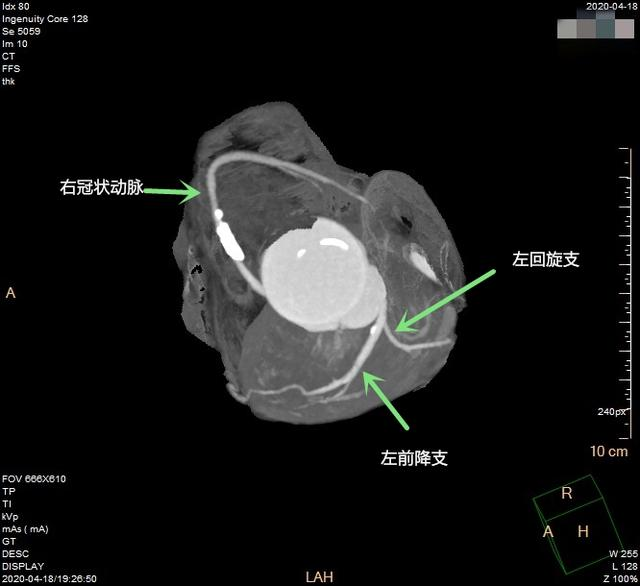 Idx 80
Ingenuity Core 128
Se 5059
Im 10
CT
FFS
thk
2020-04-18
右冠状动脉
左回旋支
A
240px
左前降支
10 cm
FOV 666X610
TP
TI
kVp
mAs ( mA)
GT
DESC
DISPLAY
2020-04-18/19:26:50
LAH
R
A H
W 255
L 128
Z 100%